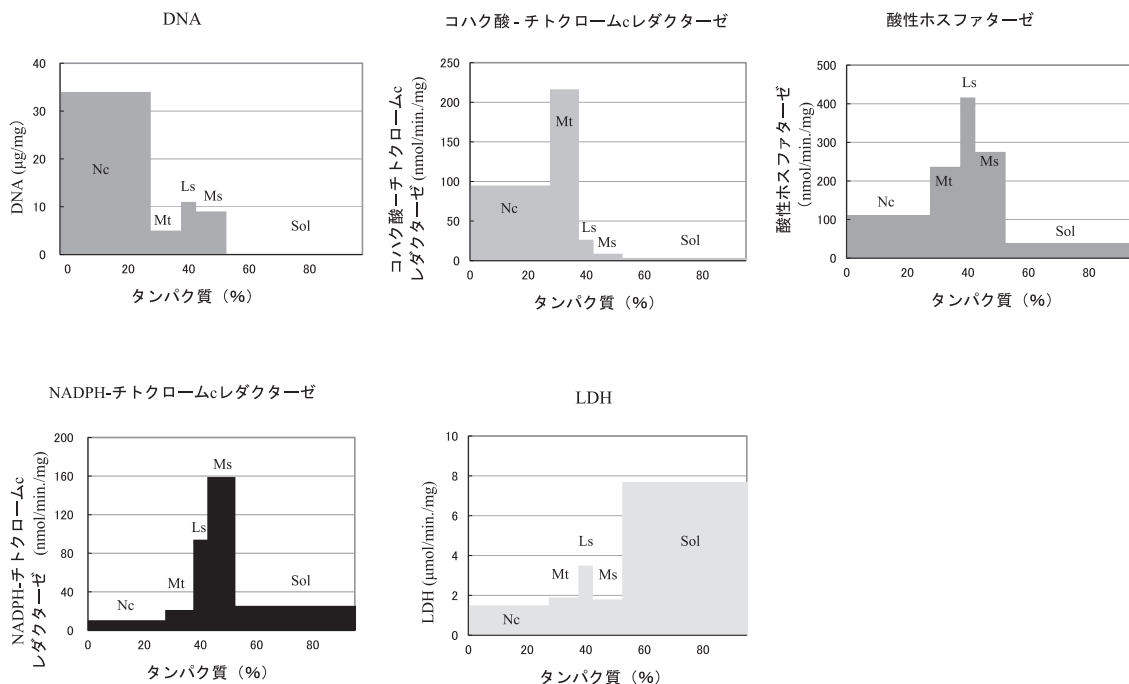 DNA
DNA (μg/mg)
40
30
20
10
0
Nc
Mt
Ls
Ms
Sol
0 20 40 60 80
タンパク質（%）
コハク酸 - チトクロームcレダクターゼ
コハク酸ーチトクロームc
レダクターゼ (nmol/min./mg)
250
200
150
100
50
0
Nc
Mt
Ls
Ms
Sol
0 20 40 60 80
タンパク質（%）
酸性ホスファターゼ
酸性ホスファターゼ
(nmol/min./mg)
500
400
300
200
100
0
Nc
Mt
Ls
Ms
Sol
0 20 40 60 80
タンパク質（%）
NADPH-チトクロームcレダクターゼ
NADPH-チトクロームc
レダクターゼ (nmol/min./mg)
200
160
120
80
40
0
Nc
Mt
Ls
Ms
Sol
0 20 40 60 80
タンパク質（%）
LDH
LDH (μmol/min./mg)
10
8
6
4
2
0
Nc
Mt
Ls
Ms
Sol
0 20 40 60 80
タンパク質（%）